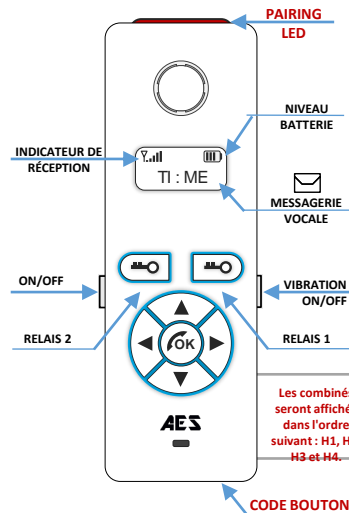 PAIRING
LED
NIVEAU
BATTERIE
INDICATEUR DE
RÉCEPTION
TI : ME
MESSAGERIE
VOCALE
ON/OFF
VIBRATION
ON/OFF
RELAIS 2
RELAIS 1
OK
Les combiné
seront affiché
dans l'ordre
suivant : H1, H
H3 et H4.
AES
CODE BOUTON